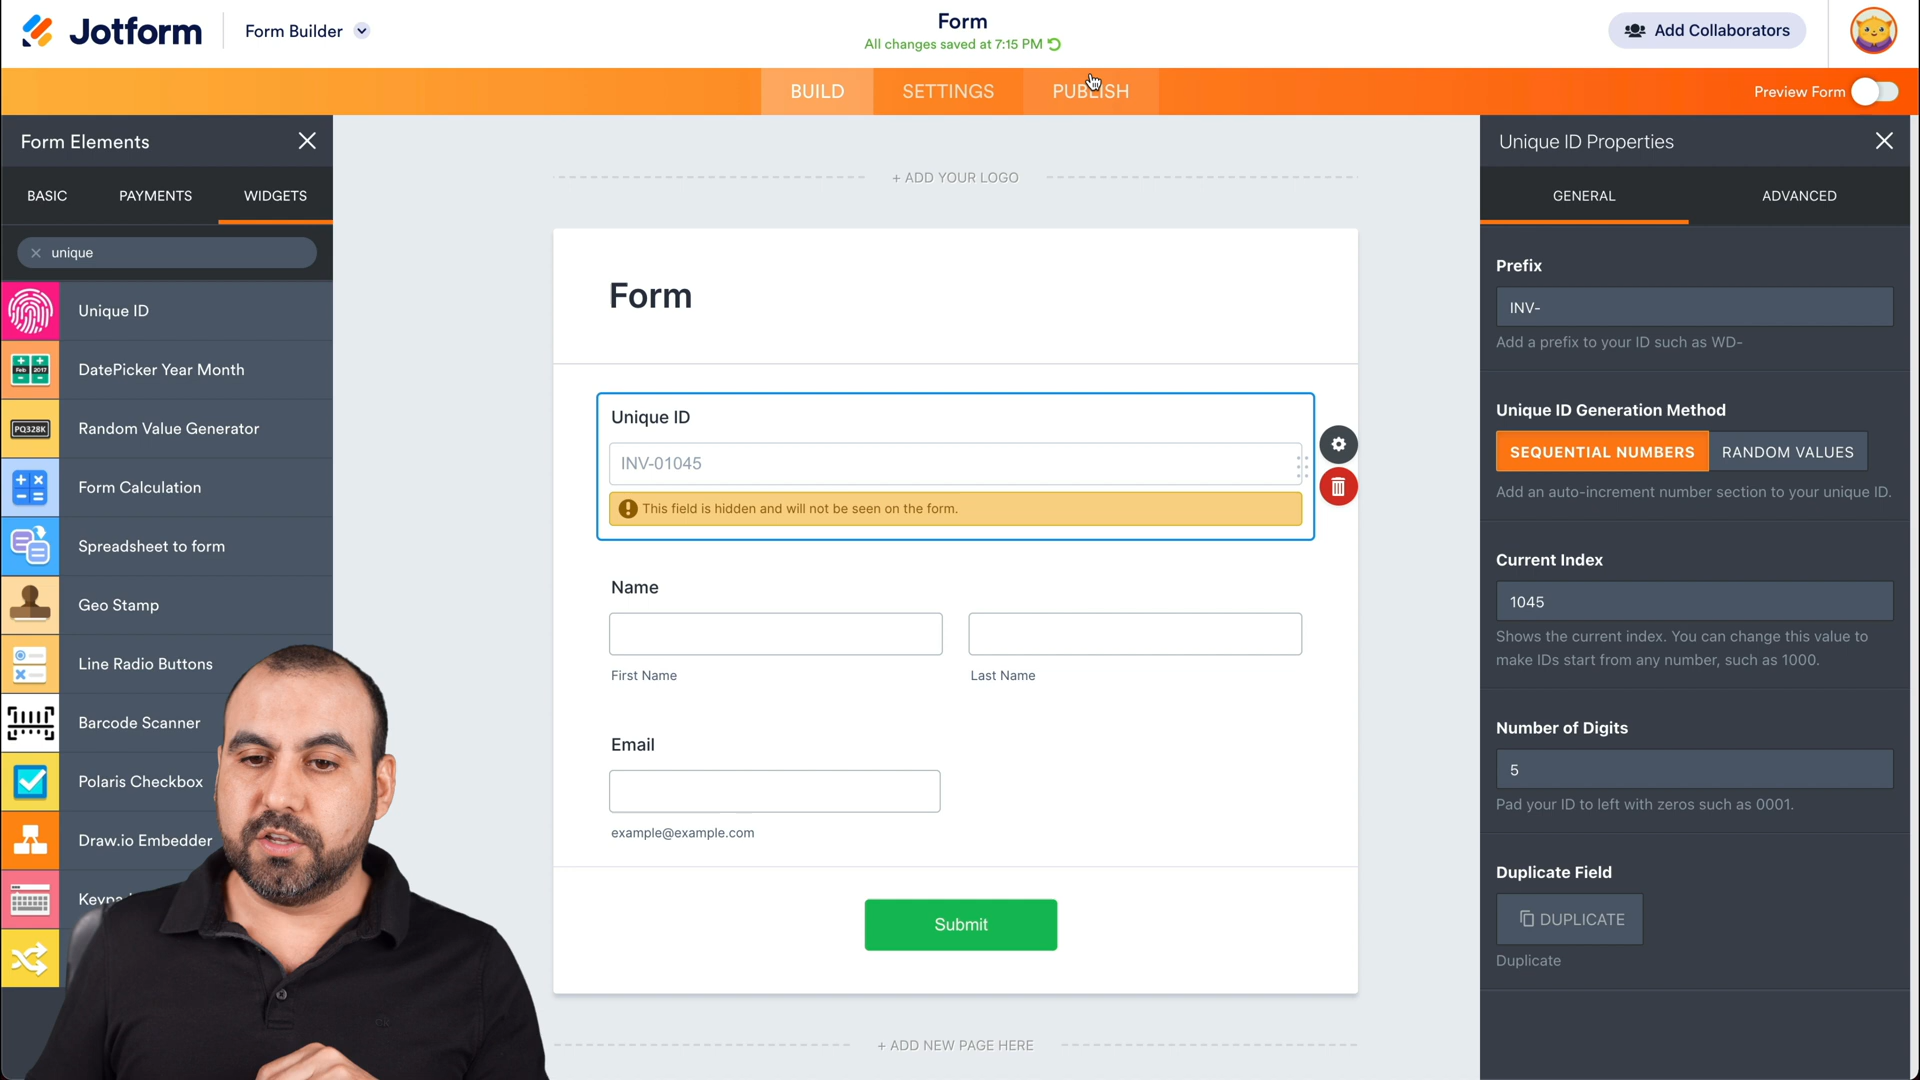 Jotform
Form Builder
Form
All changes saved at 7:15 PM
Add Collaborators
BUILD
SETTINGS
PUBLISH
Preview Form
Form Elements
BASIC
PAYMENTS
WIDGETS
unique
Unique ID
DatePicker Year Month
Feb 2017
Random Value Generator
PQ328K
Form Calculation
Spreadsheet to form
Geo Stamp
Line Radio Buttons
Barcode Scanner
Polaris Checkbox
Draw.io Embedder
+ ADD YOUR LOGO
Form
Unique ID
INV-01045
This field is hidden and will not be seen on the form.
Name
First Name
Last Name
Email
example@example.com
Submit
+ ADD NEW PAGE HERE
Unique ID Properties
GENERAL
ADVANCED
Prefix
INV-
Add a prefix to your ID such as WD-
Unique ID Generation Method
SEQUENTIAL NUMBERS
RANDOM VALUES
Add an auto-increment number section to your unique ID.
Current Index
1045
Shows the current index. You can change this value to
make IDs start from any number, such as 1000.
Number of Digits
5
Pad your ID to left with zeros such as 0001.
Duplicate Field
DUPLICATE
Duplicate